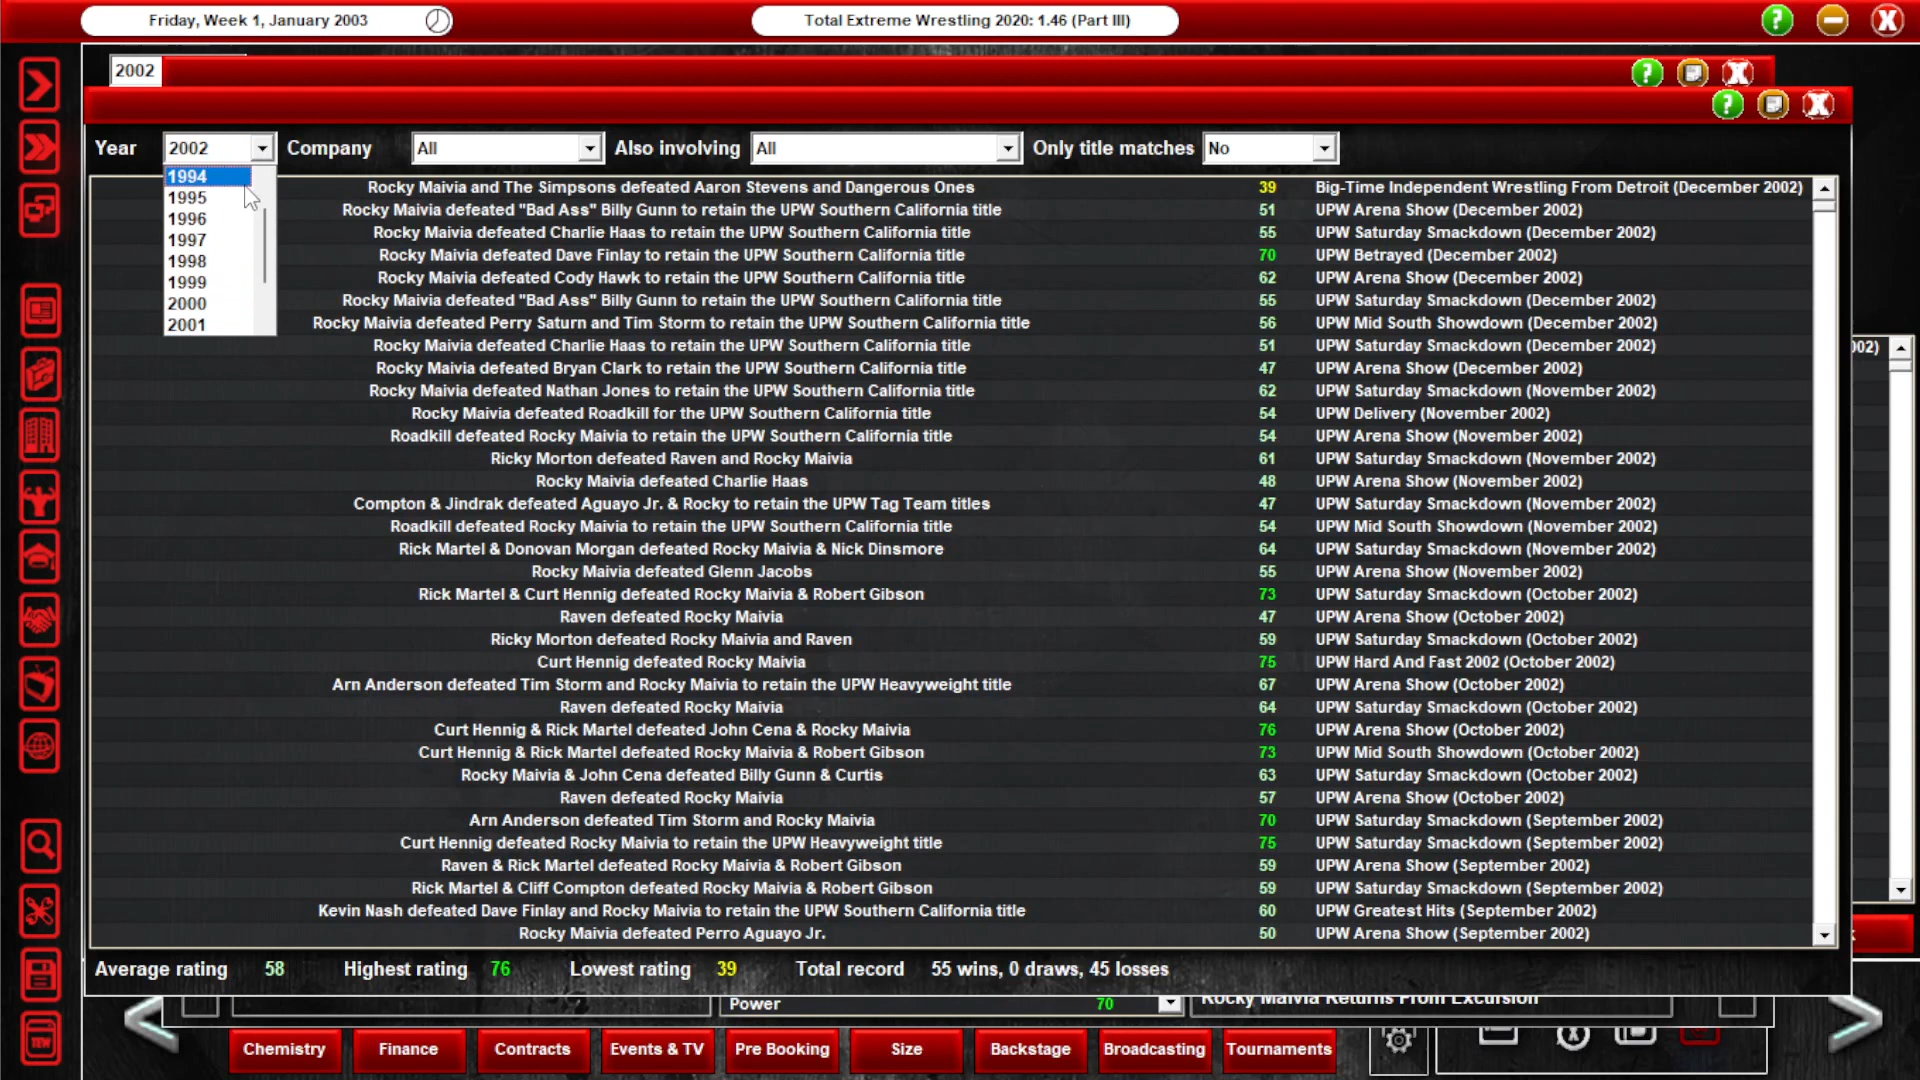 Friday, Week 1, January 2003
Total Extreme Wrestling 2020: 1.46 (Part III)
2002
Year 2002 Company All Also involving All Only title matches No
1994
1995
1996
1997
1998
1999
2000
2001
Rocky Maivia and The Simpsons defeated Aaron Stevens and Dangerous Ones 39 Big-Time Independent Wrestling From Detroit (December 2002)
Rocky Maivia defeated "Bad Ass" Billy Gunn to retain the UPW Southern California title 51 UPW Arena Show (December 2002)
Rocky Maivia defeated Charlie Haas to retain the UPW Southern California title 55 UPW Saturday Smackdown (December 2002)
Rocky Maivia defeated Dave Finlay to retain the UPW Southern California title 70 UPW Betrayed (December 2002)
Rocky Maivia defeated Cody Hawk to retain the UPW Southern California title 62 UPW Arena Show (December 2002)
Rocky Maivia defeated "Bad Ass" Billy Gunn to retain the UPW Southern California title 55 UPW Saturday Smackdown (December 2002)
Rocky Maivia defeated Perry Saturn and Tim Storm to retain the UPW Southern California title 56 UPW Mid South Showdown (December 2002)
Rocky Maivia defeated Charlie Haas to retain the UPW Southern California title 51 UPW Saturday Smackdown (December 2002)
Rocky Maivia defeated Bryan Clark to retain the UPW Southern California title 47 UPW Arena Show (December 2002)
Rocky Maivia defeated Nathan Jones to retain the UPW Southern California title 62 UPW Saturday Smackdown (November 2002)
Rocky Maivia defeated Roadkill for the UPW Southern California title 54 UPW Delivery (November 2002)
Roadkill defeated Rocky Maivia to retain the UPW Southern California title 54 UPW Arena Show (November 2002)
Ricky Morton defeated Raven and Rocky Maivia 61 UPW Saturday Smackdown (November 2002)
Rocky Maivia defeated Charlie Haas 48 UPW Arena Show (November 2002)
Compton & Jindrak defeated Aguayo Jr. & Rocky to retain the UPW Tag Team titles 47 UPW Saturday Smackdown (November 2002)
Roadkill defeated Rocky Maivia to retain the UPW Southern California title 54 UPW Mid South Showdown (November 2002)
Rick Martel & Donovan Morgan defeated Rocky Maivia & Nick Dinsmore 64 UPW Saturday Smackdown (November 2002)
Rocky Maivia defeated Glenn Jacobs 55 UPW Arena Show (November 2002)
Rick Martel & Curt Hennig defeated Rocky Maivia & Robert Gibson 73 UPW Saturday Smackdown (October 2002)
Raven defeated Rocky Maivia 47 UPW Arena Show (October 2002)
Ricky Morton defeated Rocky Maivia and Raven 59 UPW Saturday Smackdown (October 2002)
Curt Hennig defeated Rocky Maivia 75 UPW Hard And Fast 2002 (October 2002)
Arn Anderson defeated Tim Storm and Rocky Maivia to retain the UPW Heavyweight title 67 UPW Arena Show (October 2002)
Raven defeated Rocky Maivia 64 UPW Saturday Smackdown (October 2002)
Curt Hennig & Rick Martel defeated John Cena & Rocky Maivia 76 UPW Arena Show (October 2002)
Curt Hennig & Rick Martel defeated Rocky Maivia & Robert Gibson 73 UPW Mid South Showdown (October 2002)
Rocky Maivia & John Cena defeated Billy Gunn & Curtis 63 UPW Saturday Smackdown (October 2002)
Raven defeated Rocky Maivia 57 UPW Arena Show (October 2002)
Arn Anderson defeated Tim Storm and Rocky Maivia 70 UPW Saturday Smackdown (September 2002)
Curt Hennig defeated Rocky Maivia to retain the UPW Heavyweight title 75 UPW Saturday Smackdown (September 2002)
Raven & Rick Martel defeated Rocky Maivia & Robert Gibson 59 UPW Arena Show (September 2002)
Rick Martel & Cliff Compton defeated Rocky Maivia & Robert Gibson 59 UPW Saturday Smackdown (September 2002)
Kevin Nash defeated Dave Finlay and Rocky Maivia to retain the UPW Southern California title 60 UPW Greatest Hits (September 2002)
Rocky Maivia defeated Perro Aguayo Jr. 50 UPW Arena Show (September 2002)
002)
Average rating 58 Highest rating 76 Lowest rating 39 Total record 55 wins, 0 draws, 45 losses
Power 70 Rocky Maivia Returns From Excursion
Chemistry Finance Contracts Events & TV Pre Booking Size Backstage Broadcasting Tournaments
TEW